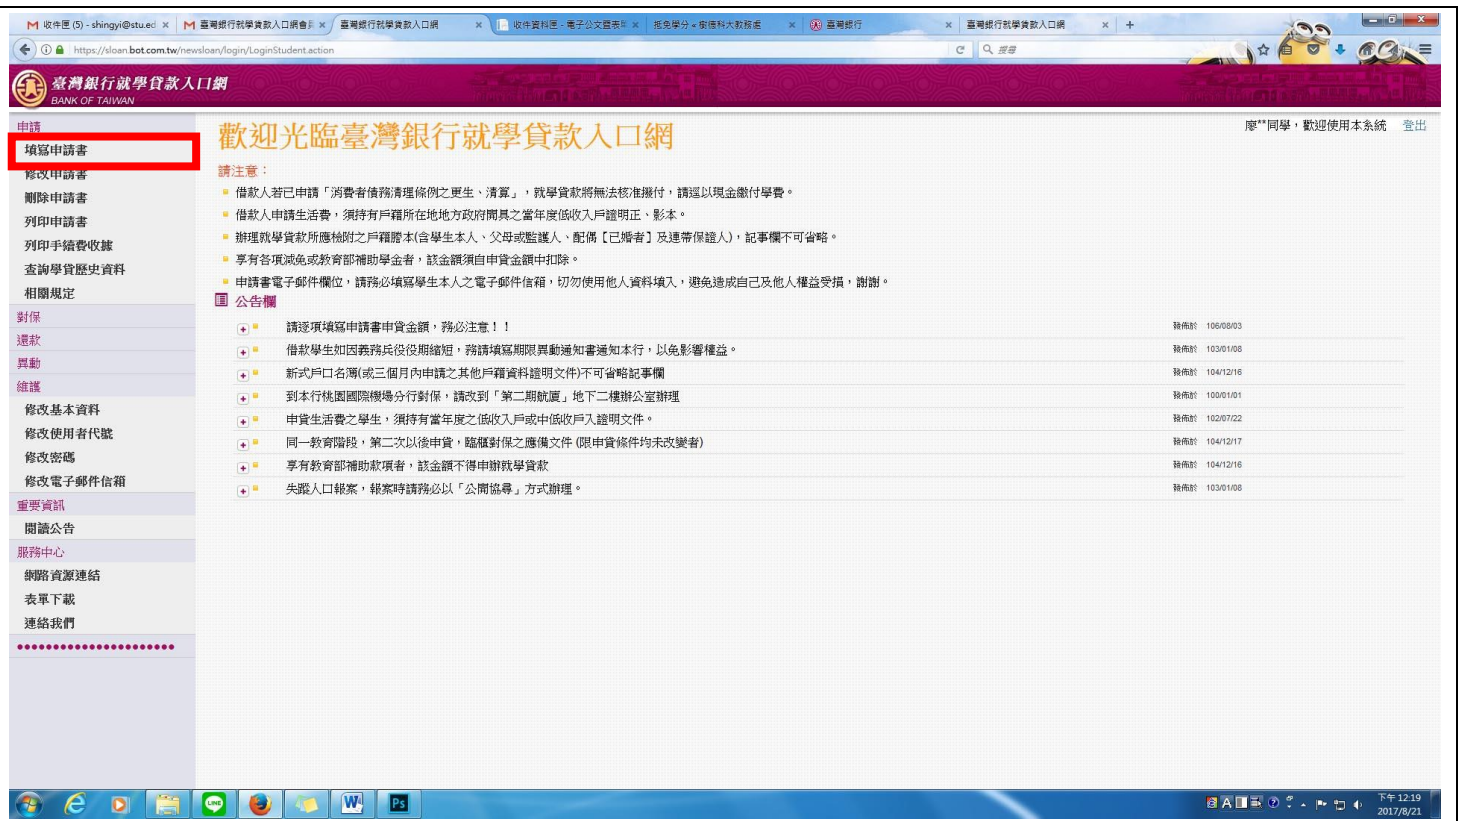 收件匣 (5) - shingyi@stu.ed
臺灣銀行就學貸款入口網會員
臺灣銀行就學貸款入口網
收件資料匣 - 電子公文暨表單
抵免學分 « 樹德科大教務處
臺灣銀行
臺灣銀行就學貸款入口網
https://sloan.bot.com.tw/newsloan/login/LoginStudent.action
搜尋
臺灣銀行就學貸款入口網
BANK OF TAIWAN
申請
填寫申請書
修改申請書
刪除申請書
列印申請書
列印手續費收據
查詢學貸歷史資料
相關規定
對保
還款
異動
維護
修改基本資料
修改使用者代號
修改密碼
修改電子郵件信箱
重要資訊
閱讀公告
服務中心
網路資源連結
表單下載
連絡我們
廖**同學，歡迎使用本系統 登出
歡迎光臨臺灣銀行就學貸款入口網
請注意：
借款人若已申請「消費者債務清理條例之更生、清算」，就學貸款將無法核准撥付，請逕以現金繳付學費。
借款人申請生活費，須持有戶籍所在地地方政府開具之當年度低收入戶證明正、影本。
辦理就學貸款所應檢附之戶籍謄本(含學生本人、父母或監護人、配偶【已婚者】及連帶保證人)，記事欄不可省略。
享有各項減免或教育部補助學金者，該金額須自申貸金額中扣除。
申請書電子郵件欄位，請務必填寫學生本人之電子郵件信箱，切勿使用他人資料填入，避免造成自己及他人權益受損，謝謝。
公告欄
請逐項填寫申請書申貸金額，務必注意！！ 發佈於 106/08/03
借款學生如因義務兵役役期縮短，務請填寫期限異動通知書通知本行，以免影響權益。 發佈於 103/01/08
新式戶口名簿(或三個月內申請之其他戶籍資料證明文件)不可省略記事欄 發佈於 104/12/16
到本行桃園國際機場分行對保，請改到「第二期航廈」地下二樓辦公室辦理 發佈於 100/01/01
申貸生活費之學生，須持有當年度之低收入戶或中低收戶入證明文件。 發佈於 102/07/22
同一教育階段，第二次以後申貸，臨櫃對保之應備文件 (限申貸條件均未改變者) 發佈於 104/12/17
享有教育部補助款項者，該金額不得申辦就學貸款 發佈於 104/12/16
失蹤人口報案，報案時請務必以「公開協尋」方式辦理。 發佈於 103/01/08
LINE
W
Ps
A
下午 12:19
2017/8/21